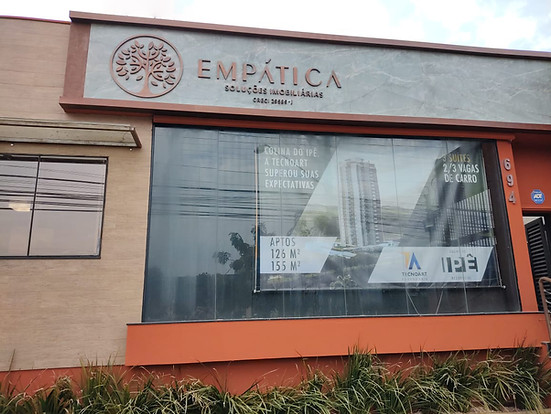 EMPÁTICA
SOLUÇÕES IMOBILIÁRIAS
COLINA DO IPÊ
A TECNOART
SUPEROU SUAS
EXPECTATIVAS
SUÍTES
2/3 VAGAS
DE CARRO
694
ADT
APTOS
126 M²
155 M²
TECNOART
IPÊ